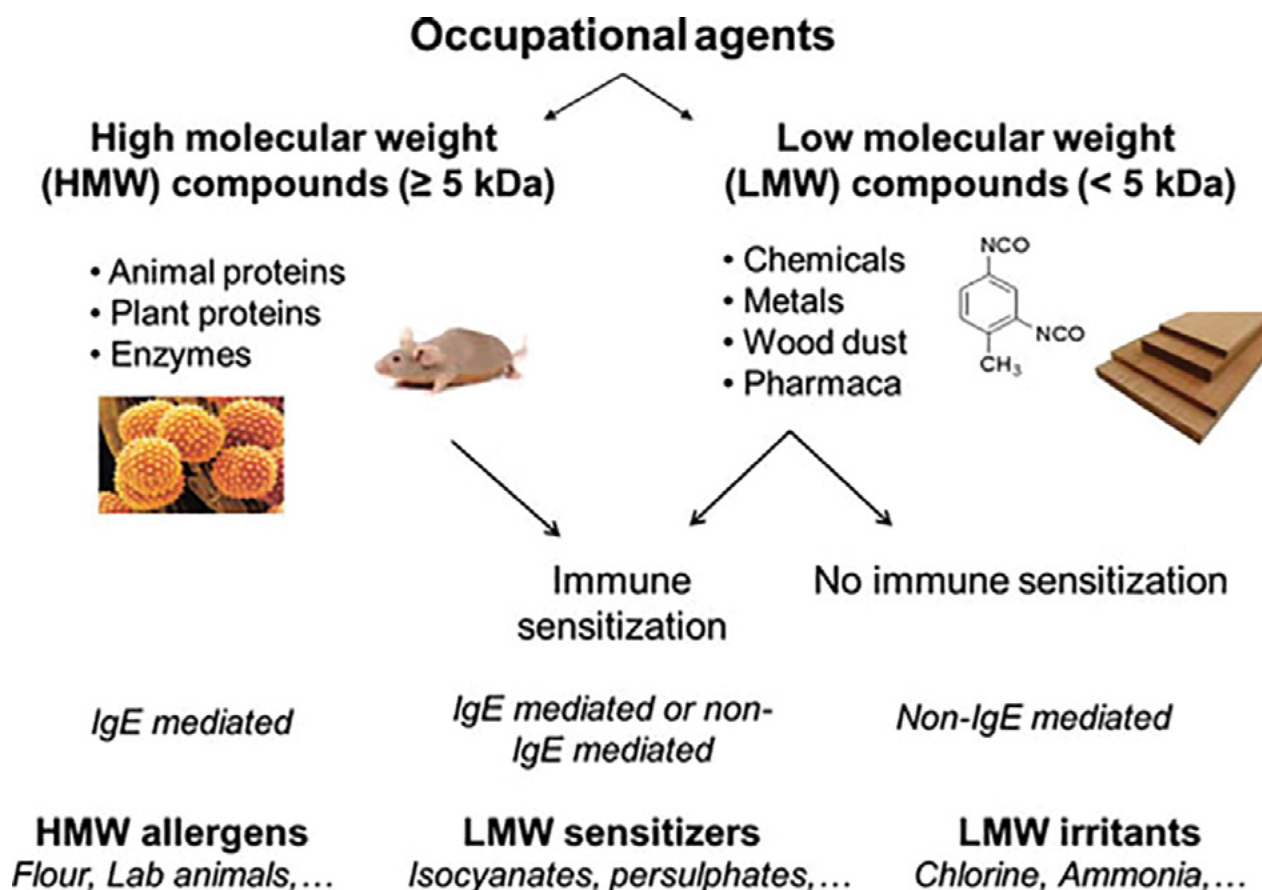 Occupational agents
High molecular weight
(HMW) compounds (≥ 5 kDa)
Low molecular weight
(LMW) compounds (< 5 kDa)
• Animal proteins
• Plant proteins
• Enzymes
• Chemicals
• Metals
• Wood dust
• Pharmaca
NCO
NCO
CH₃
Immune
sensitization
No immune sensitization
IgE mediated
IgE mediated or non-
IgE mediated
Non-IgE mediated
HMW allergens
Flour, Lab animals,...
LMW sensitizers
Isocyanates, persulphates,...
LMW irritants
Chlorine, Ammonia,...